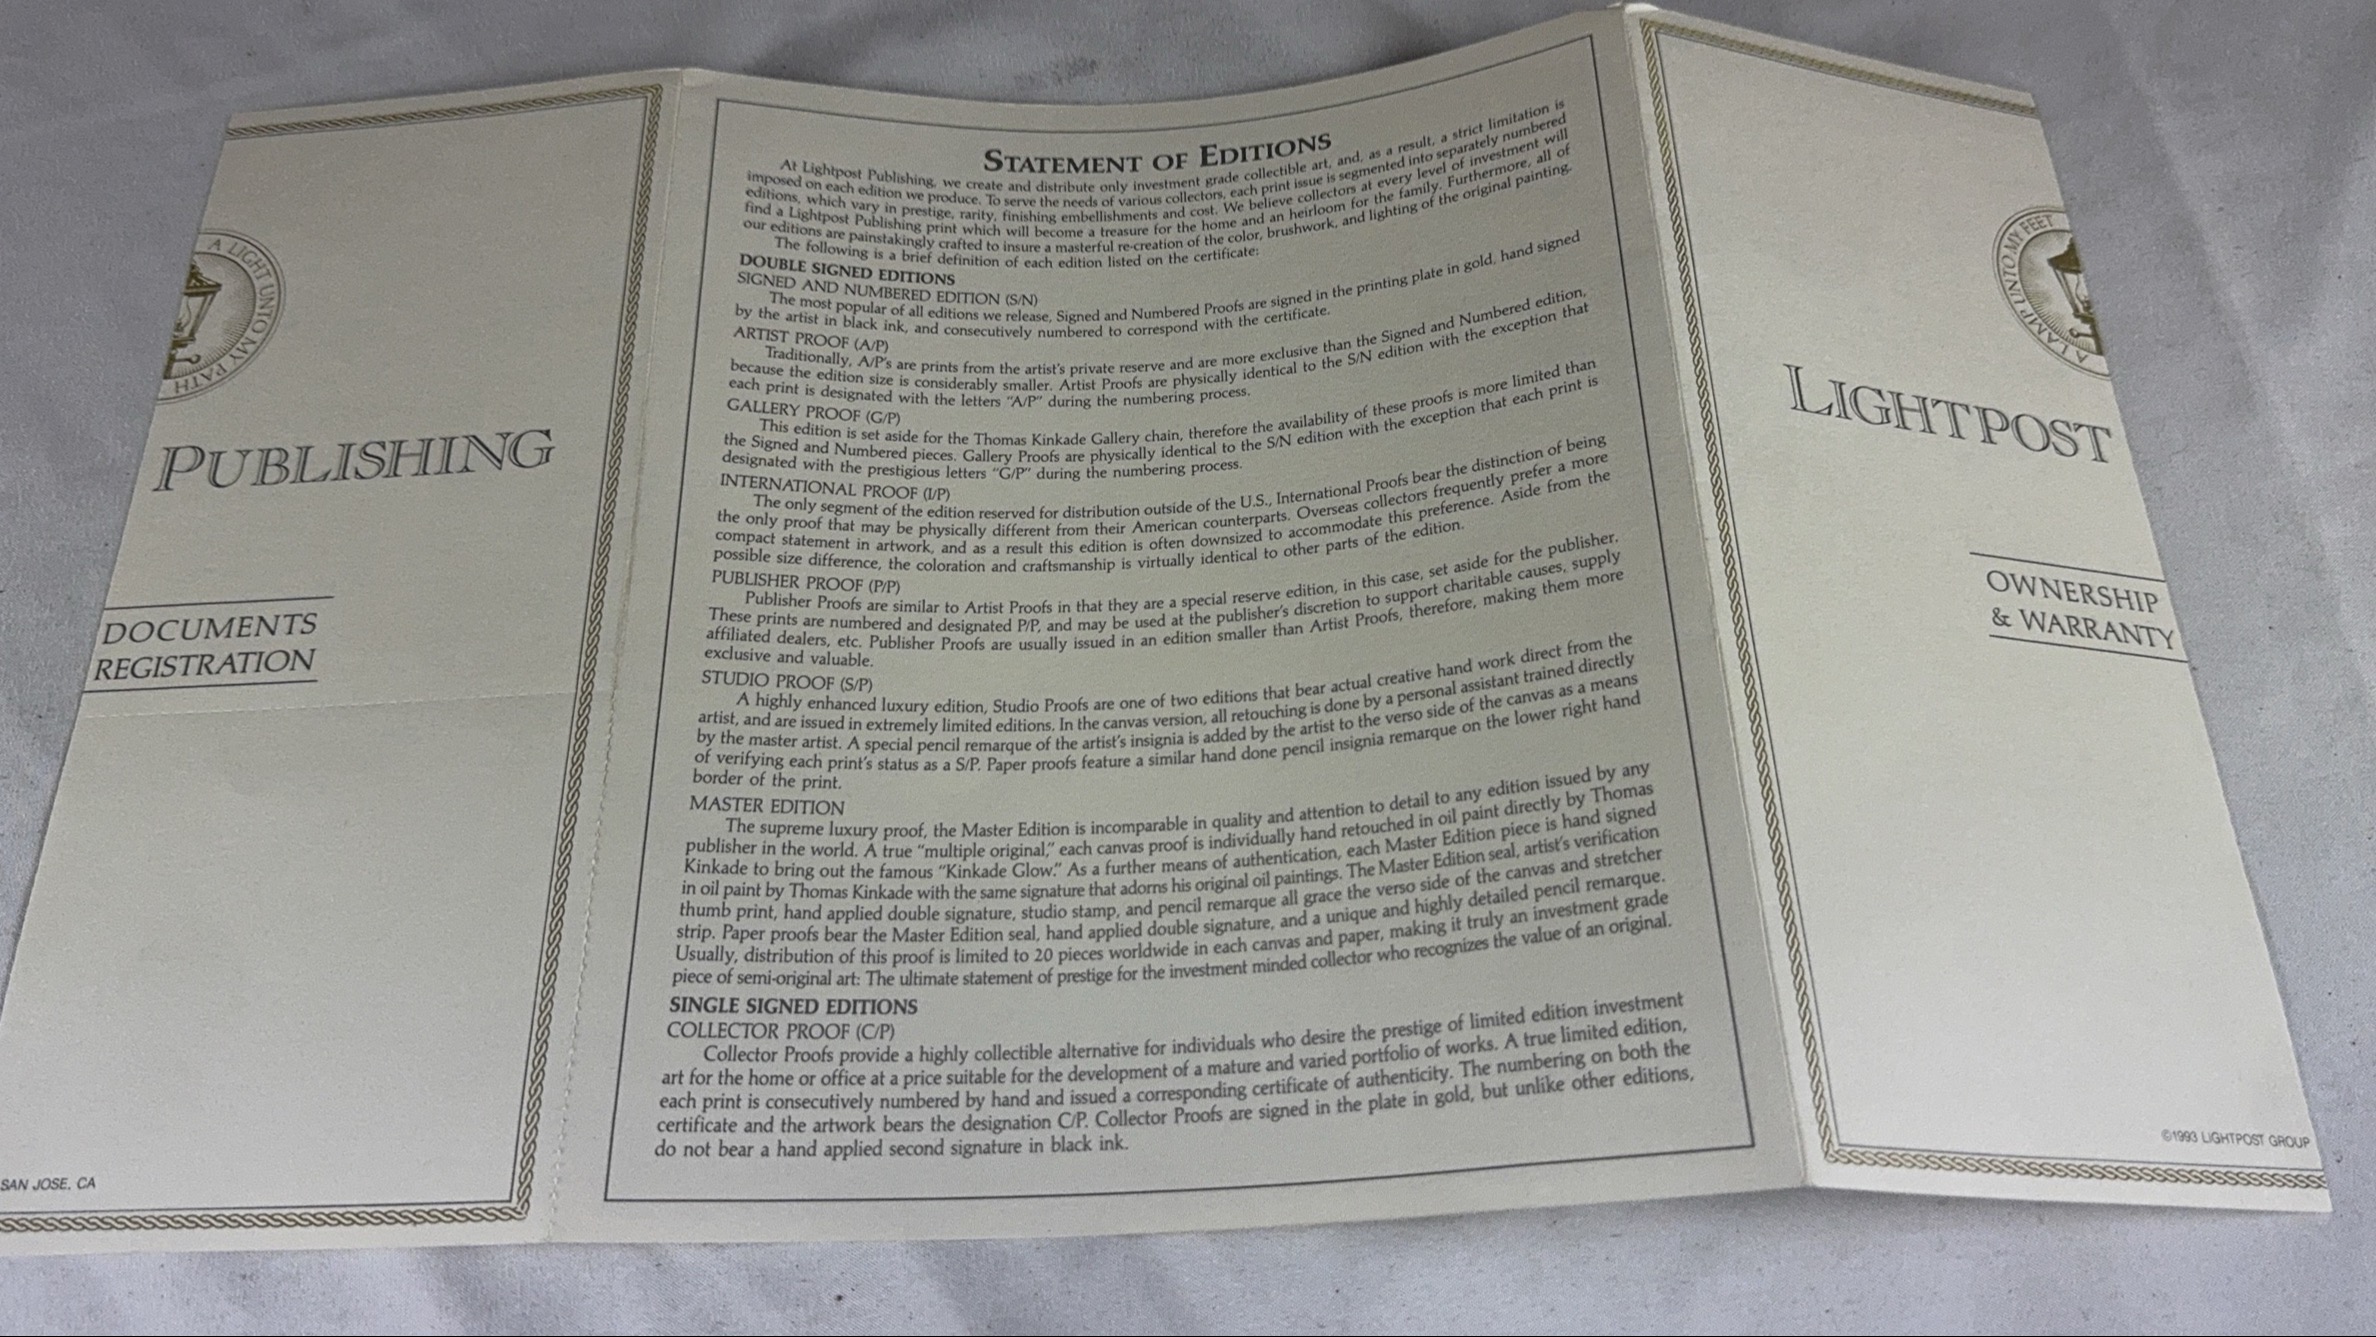 A LIGHT UNTO MY PATH
PUBLISHING
DOCUMENTS
REGISTRATION
SAN JOSE, CA
STATEMENT OF EDITIONS
At Lightpost Publishing, we create and distribute only investment grade collectible art, and, as a result, a strict limitation is
imposed on each edition we produce. To serve the needs of various collectors, each print issue is segmented into separately numbered
editions, which vary in prestige, rarity, finishing embellishments and cost. We believe collectors at every level of investment will
find a Lightpost Publishing print which will become a treasure for the home and an heirloom for the family. Furthermore, all of
our editions are painstakingly crafted to insure a masterful re-creation of the color, brushwork, and lighting of the original painting.
The following is a brief definition of each edition listed on the certificate:
DOUBLE SIGNED EDITIONS
SIGNED AND NUMBERED EDITION (S/N)
The most popular of all editions we release, Signed and Numbered Proofs are signed in the printing plate in gold, hand signed
by the artist in black ink, and consecutively numbered to correspond with the certificate.
ARTIST PROOF (A/P)
Traditionally, A/P's are prints from the artist's private reserve and are more exclusive than the Signed and Numbered edition,
because the edition size is considerably smaller. Artist Proofs are physically identical to the S/N edition with the exception that
each print is designated with the letters "A/P" during the numbering process.
GALLERY PROOF (G/P)
This edition is set aside for the Thomas Kinkade Gallery chain, therefore the availability of these proofs is more limited than
the Signed and Numbered pieces. Gallery Proofs are physically identical to the S/N edition with the exception that each print is
designated with the prestigious letters "G/P" during the numbering process.
INTERNATIONAL PROOF (I/P)
The only segment of the edition reserved for distribution outside of the U.S., International Proofs bear the distinction of being
the only proof that may be physically different from their American counterparts. Overseas collectors frequently prefer a more
compact statement in artwork, and as a result this edition is often downsized to accommodate this preference. Aside from the
possible size difference, the coloration and craftsmanship is virtually identical to other parts of the edition.
PUBLISHER PROOF (P/P)
Publisher Proofs are similar to Artist Proofs in that they are a special reserve edition, in this case, set aside for the publisher.
These prints are numbered and designated P/P, and may be used at the publisher's discretion to support charitable causes, supply
affiliated dealers, etc. Publisher Proofs are usually issued in an edition smaller than Artist Proofs, therefore, making them more
exclusive and valuable.
STUDIO PROOF (S/P)
A highly enhanced luxury edition, Studio Proofs are one of two editions that bear actual creative hand work direct from the
artist, and are issued in extremely limited editions. In the canvas version, all retouching is done by a personal assistant trained directly
by the master artist. A special pencil remarque of the artist's insignia is added by the artist to the verso side of the canvas as a means
of verifying each print's status as a S/P. Paper proofs feature a similar hand done pencil insignia remarque on the lower right hand
border of the print.
MASTER EDITION
The supreme luxury proof, the Master Edition is incomparable in quality and attention to detail to any edition issued by any
publisher in the world. A true "multiple original," each canvas proof is individually hand retouched in oil paint directly by Thomas
Kinkade to bring out the famous "Kinkade Glow." As a further means of authentication, each Master Edition piece is hand signed
in oil paint by Thomas Kinkade with the same signature that adorns his original oil paintings. The Master Edition seal, artist's verification
thumb print, hand applied double signature, studio stamp, and pencil remarque all grace the verso side of the canvas and stretcher
strip. Paper proofs bear the Master Edition seal, hand applied double signature, and a unique and highly detailed pencil remarque.
Usually, distribution of this proof is limited to 20 pieces worldwide in each canvas and paper, making it truly an investment grade
piece of semi-original art: The ultimate statement of prestige for the investment minded collector who recognizes the value of an original.
SINGLE SIGNED EDITIONS
COLLECTOR PROOF (C/P)
Collector Proofs provide a highly collectible alternative for individuals who desire the prestige of limited edition investment
art for the home or office at a price suitable for the development of a mature and varied portfolio of works. A true limited edition,
each print is consecutively numbered by hand and issued a corresponding certificate of authenticity. The numbering on both the
certificate and the artwork bears the designation C/P. Collector Proofs are signed in the plate in gold, but unlike other editions,
do not bear a hand applied second signature in black ink.
A LAMP UNTO MY FEET
LIGHTPOST
OWNERSHIP
& WARRANTY
©1993 LIGHTPOST GROUP